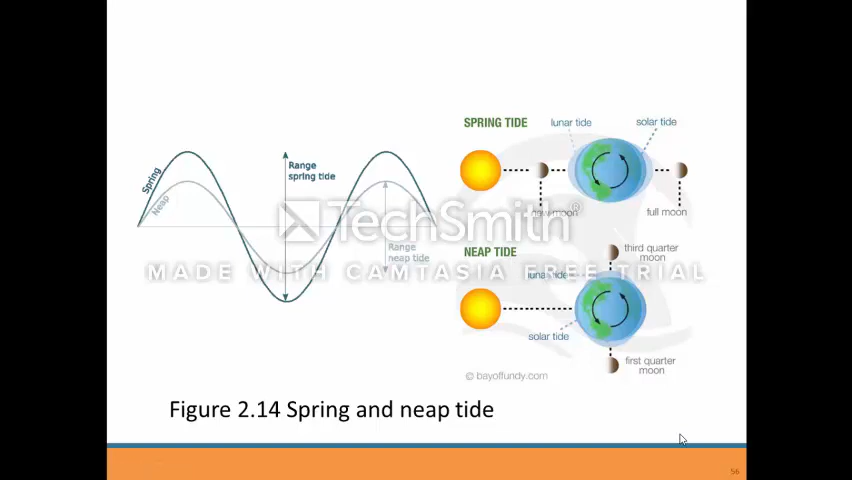 Spring
Neap
Range
spring tide
Range
neap tide
SPRING TIDE
lunar tide
solar tide
new moon
full moon
NEAP TIDE
third quarter
moon
lunar tide
solar tide
first quarter
moon
© bayoffundy.com
TechSmith®
MADE WITH CAMTASIA FREE TRIAL
Figure 2.14 Spring and neap tide
56